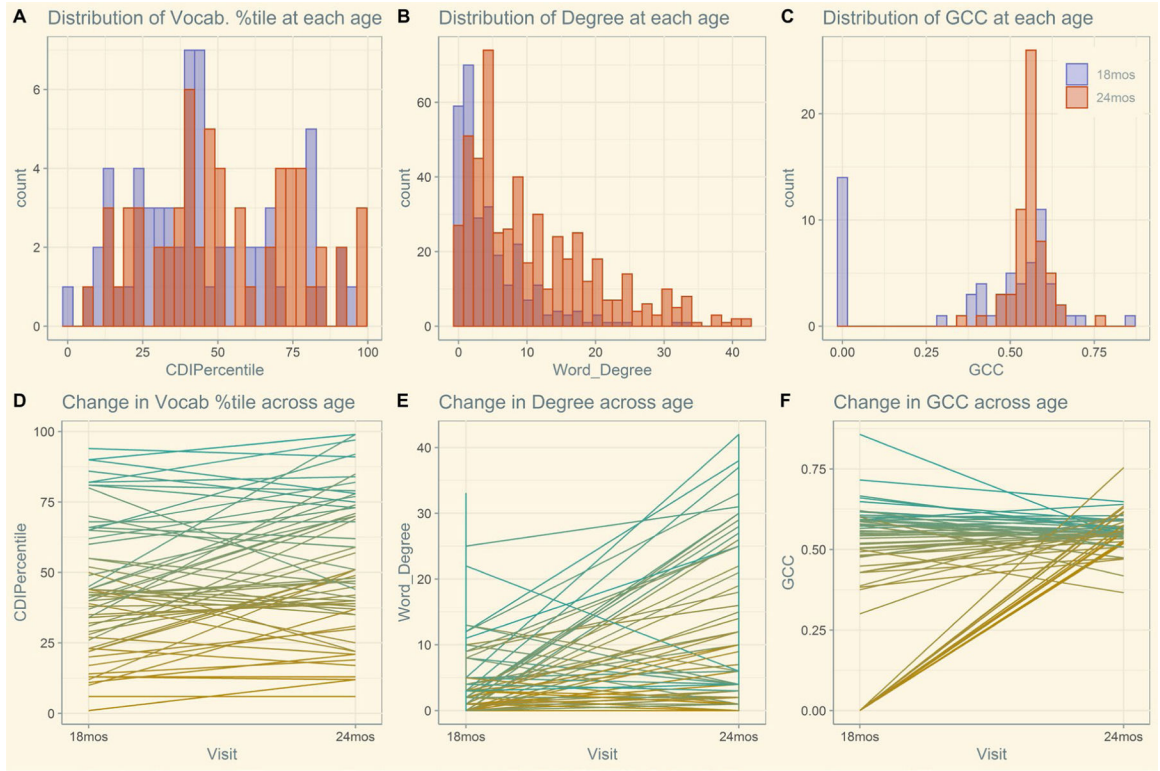 A Distribution of Vocab. %tile at each age
B Distribution of Degree at each age
C Distribution of GCC at each age
count
6
4
2
0
0 25 50 75 100
CDIPercentile
count
60
40
20
0
0 10 20 30 40
Word_Degree
count
20
10
0
0.00 0.25 0.50 0.75
GCC
18mos
24mos
D Change in Vocab %tile across age
E Change in Degree across age
F Change in GCC across age
CDIPercentile
100
75
50
25
0
18mos 24mos
Visit
Word_Degree
40
30
20
10
0
18mos 24mos
Visit
GCC
0.75
0.50
0.25
0.00
18mos 24mos
Visit